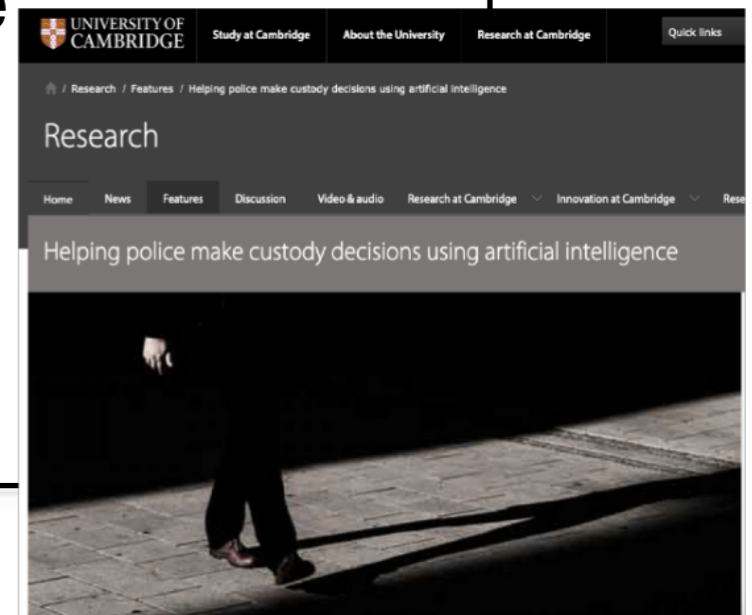 e
UNIVERSITY OF
CAMBRIDGE
Study at Cambridge About the University Research at Cambridge Quick links
/ Research / Features / Helping police make custody decisions using artificial intelligence
Research
Home News Features Discussion Video & audio Research at Cambridge Innovation at Cambridge Rese
Helping police make custody decisions using artificial intelligence